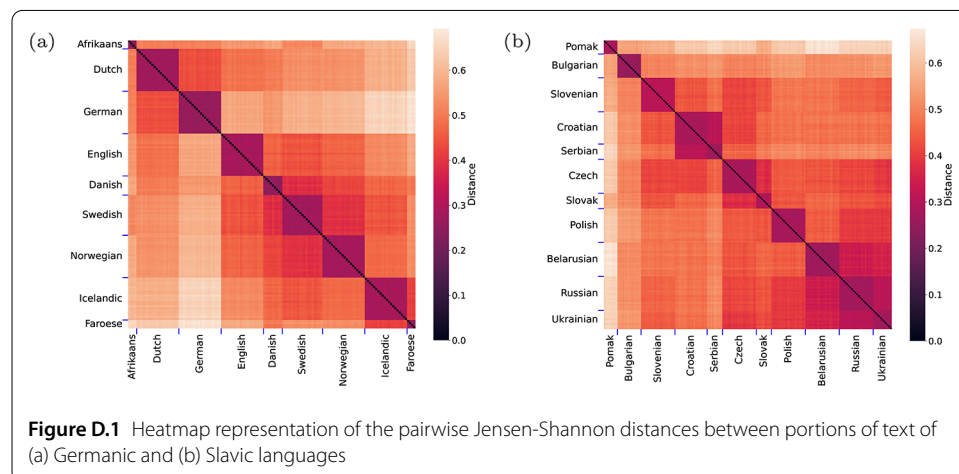 (a)
Afrikaans
Dutch
German
English
Danish
Swedish
Norwegian
Icelandic
Faroese
Afrikaans
Dutch
German
English
Danish
Swedish
Norwegian
Icelandic
Faroese
0.6
0.5
0.4
0.3
0.2
0.1
0.0
Distance
(b)
Pomak
Bulgarian
Slovenian
Croatian
Serbian
Czech
Slovak
Polish
Belarusian
Russian
Ukrainian
Pomak
Bulgarian
Slovenian
Croatian
Serbian
Czech
Slovak
Polish
Belarusian
Russian
Ukrainian
0.6
0.5
0.4
0.3
0.2
0.1
0.0
Distance
Figure D.1 Heatmap representation of the pairwise Jensen-Shannon distances between portions of text of
(a) Germanic and (b) Slavic languages